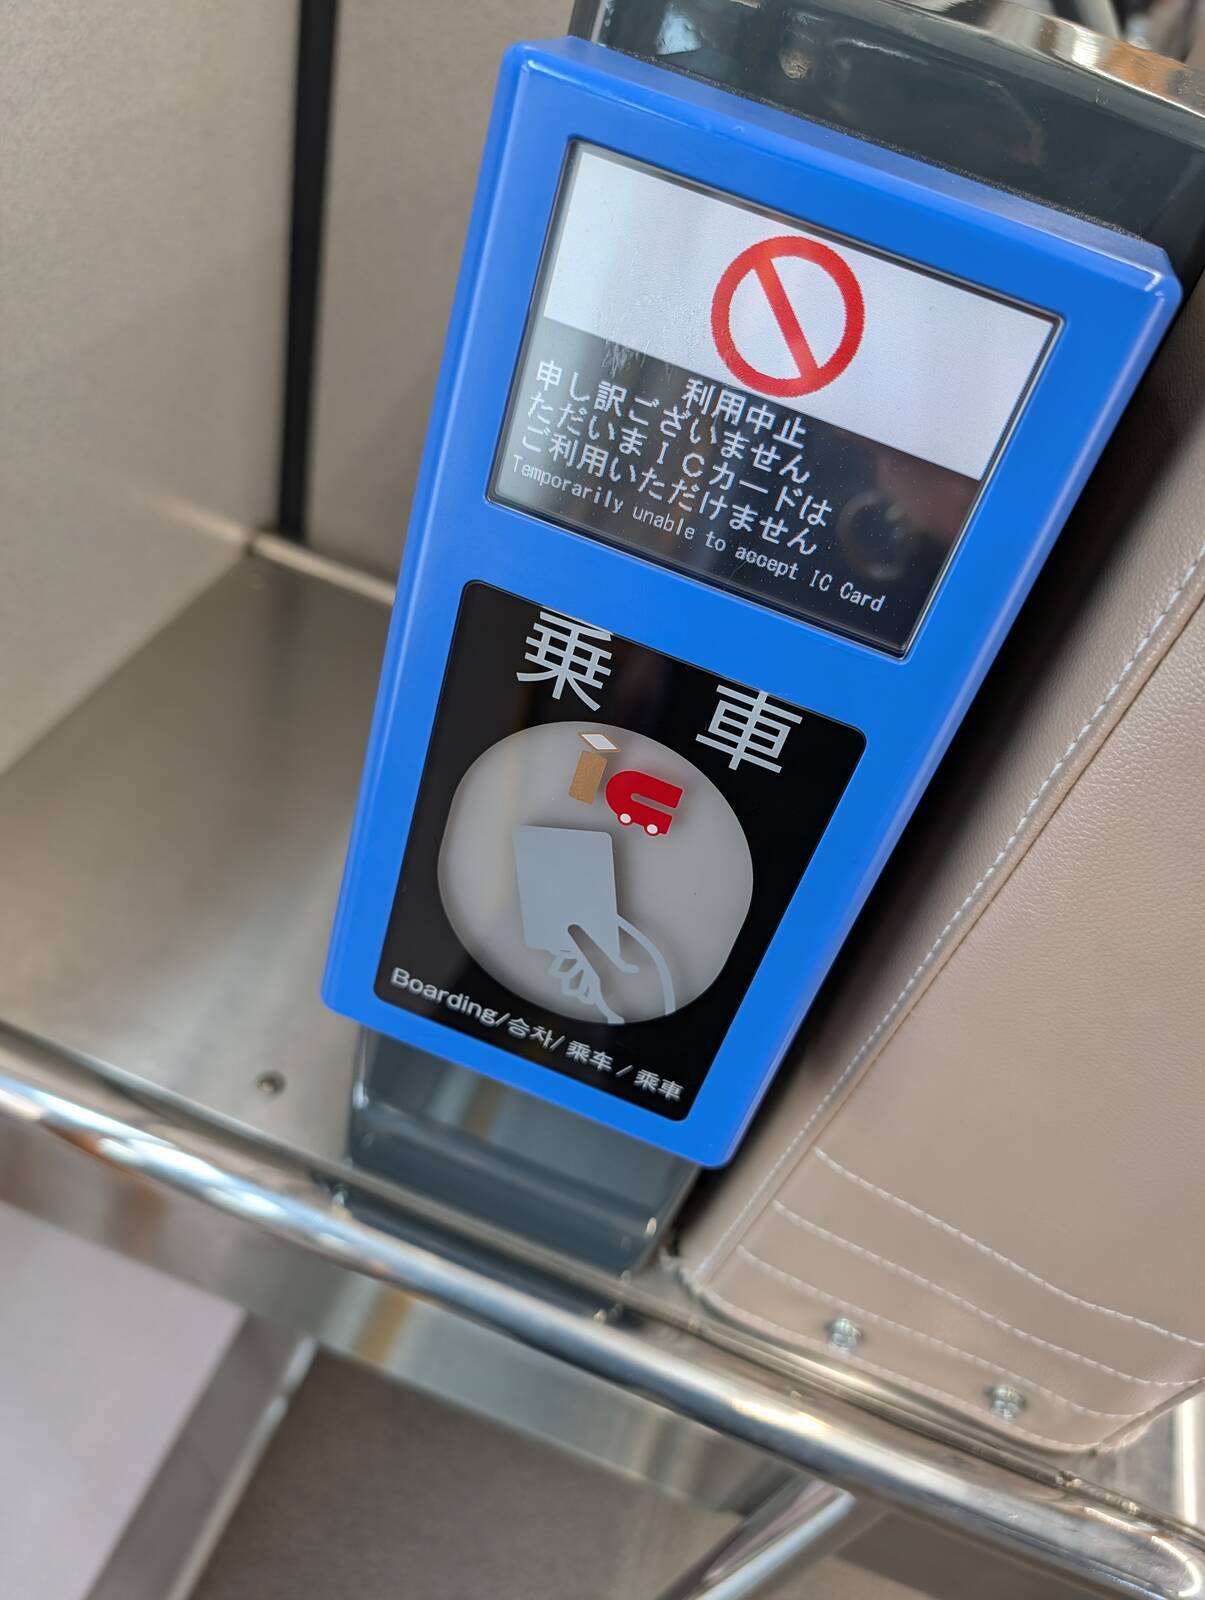 利用中止
申し訳ございません
ただいまＩＣカードは
ご利用いただけません
Temporarily unable to accept IC Card
乗車
ic
Boarding/승차/乘车/乘車